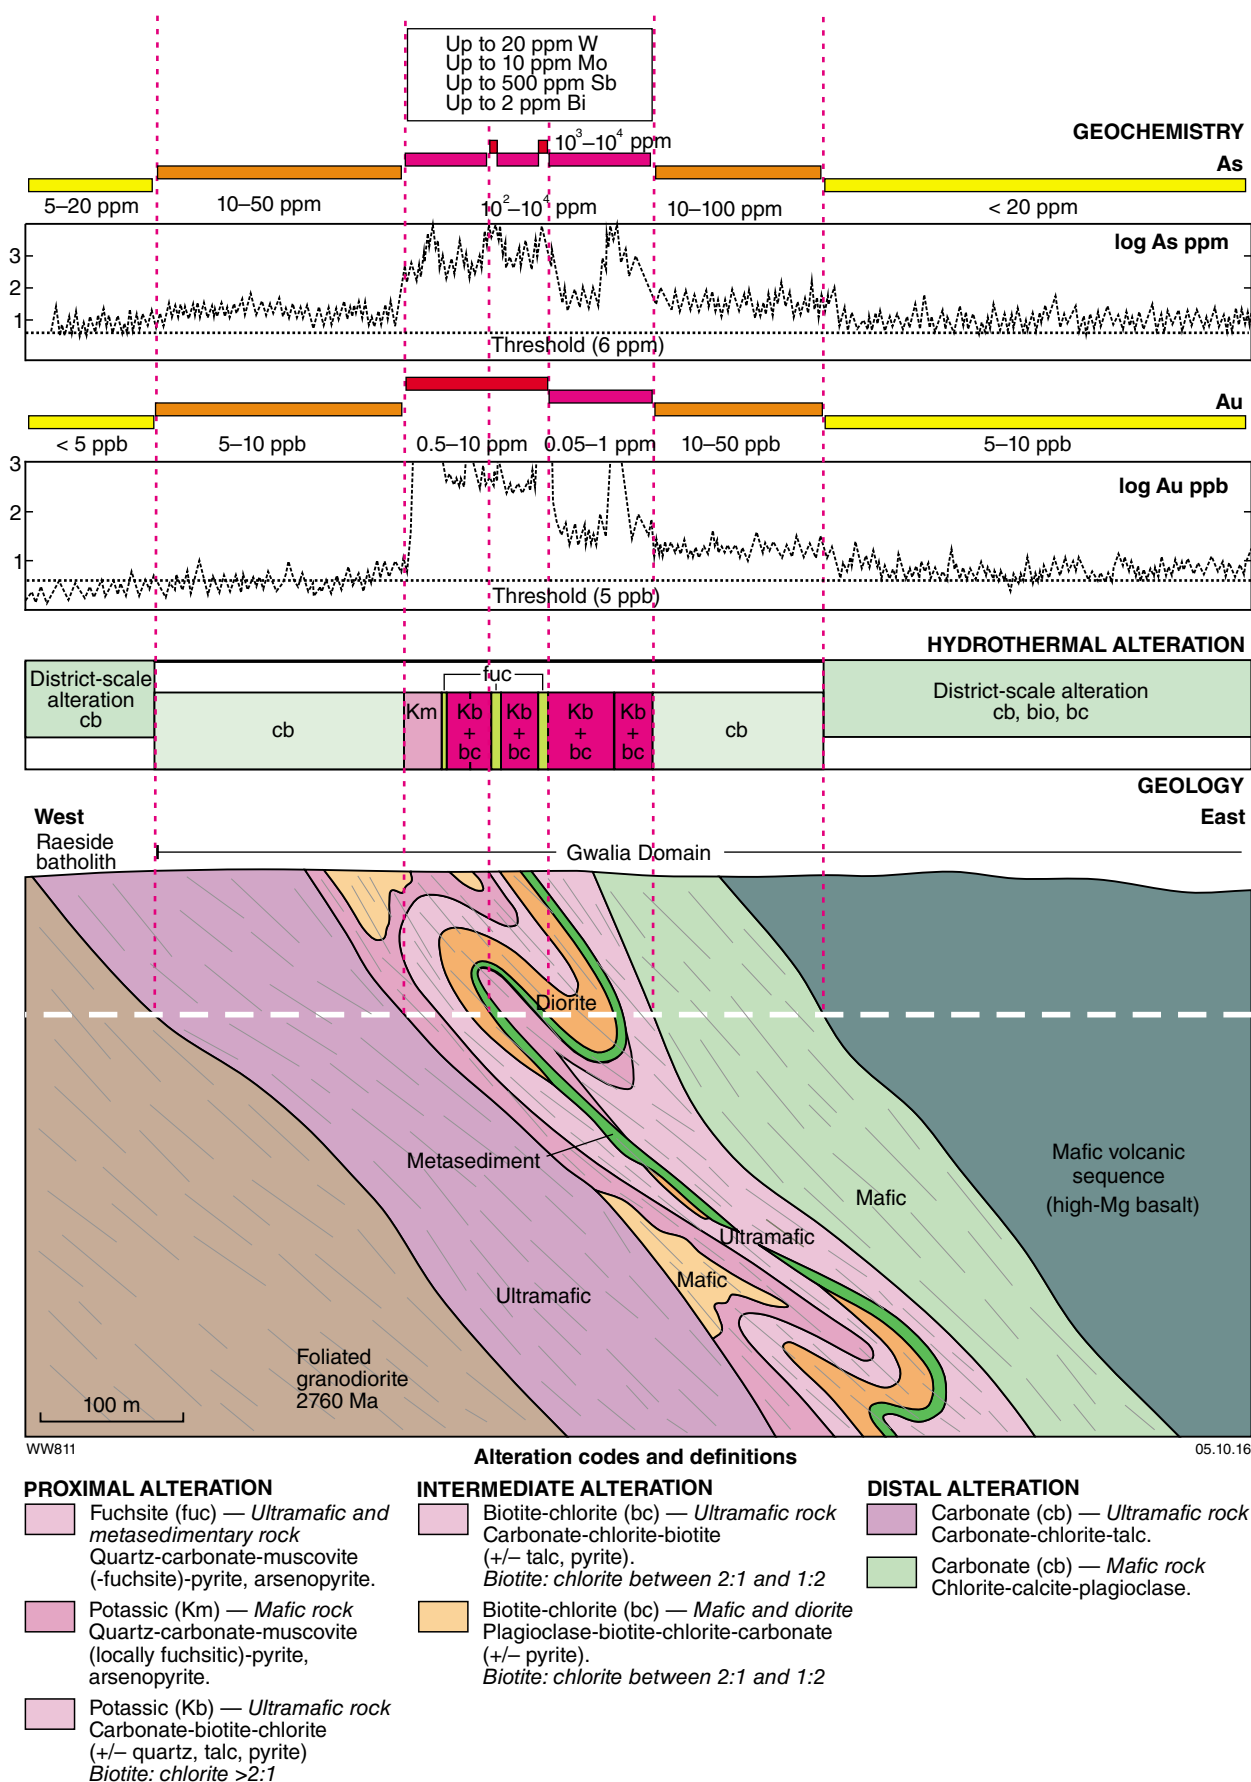 Up to 20 ppm W
Up to 10 ppm Mo
Up to 500 ppm Sb
Up to 2 ppm Bi
GEOCHEMISTRY
As
10³–10⁴ ppm
5–20 ppm
10–50 ppm
10²–10⁴ ppm
10–100 ppm
< 20 ppm
log As ppm
3
2
1
Threshold (6 ppm)
Au
< 5 ppb
5–10 ppb
0.5–10 ppm
0.05–1 ppm
10–50 ppb
5–10 ppb
3
log Au ppb
2
1
Threshold (5 ppb)
HYDROTHERMAL ALTERATION
District-scale
alteration
cb
cb
fuc
Km
Kb
+
bc
Kb
+
bc
Kb
+
bc
Kb
+
bc
cb
District-scale alteration
cb, bio, bc
GEOLOGY
West
East
Raeside
batholith
Gwalia Domain
Diorite
Metasediment
Mafic volcanic
sequence
(high-Mg basalt)
Mafic
Ultramafic
Mafic
Ultramafic
Foliated
granodiorite
2760 Ma
100 m
WW811
05.10.16
Alteration codes and definitions
PROXIMAL ALTERATION
Fuchsite (fuc) — Ultramafic and
metasedimentary rock
Quartz-carbonate-muscovite
(-fuchsite)-pyrite, arsenopyrite.
Potassic (Km) — Mafic rock
Quartz-carbonate-muscovite
(locally fuchsitic)-pyrite,
arsenopyrite.
Potassic (Kb) — Ultramafic rock
Carbonate-biotite-chlorite
(+/– quartz, talc, pyrite)
Biotite: chlorite >2:1
INTERMEDIATE ALTERATION
Biotite-chlorite (bc) — Ultramafic rock
Carbonate-chlorite-biotite
(+/– talc, pyrite).
Biotite: chlorite between 2:1 and 1:2
Biotite-chlorite (bc) — Mafic and diorite
Plagioclase-biotite-chlorite-carbonate
(+/– pyrite).
Biotite: chlorite between 2:1 and 1:2
DISTAL ALTERATION
Carbonate (cb) — Ultramafic rock
Carbonate-chlorite-talc.
Carbonate (cb) — Mafic rock
Chlorite-calcite-plagioclase.